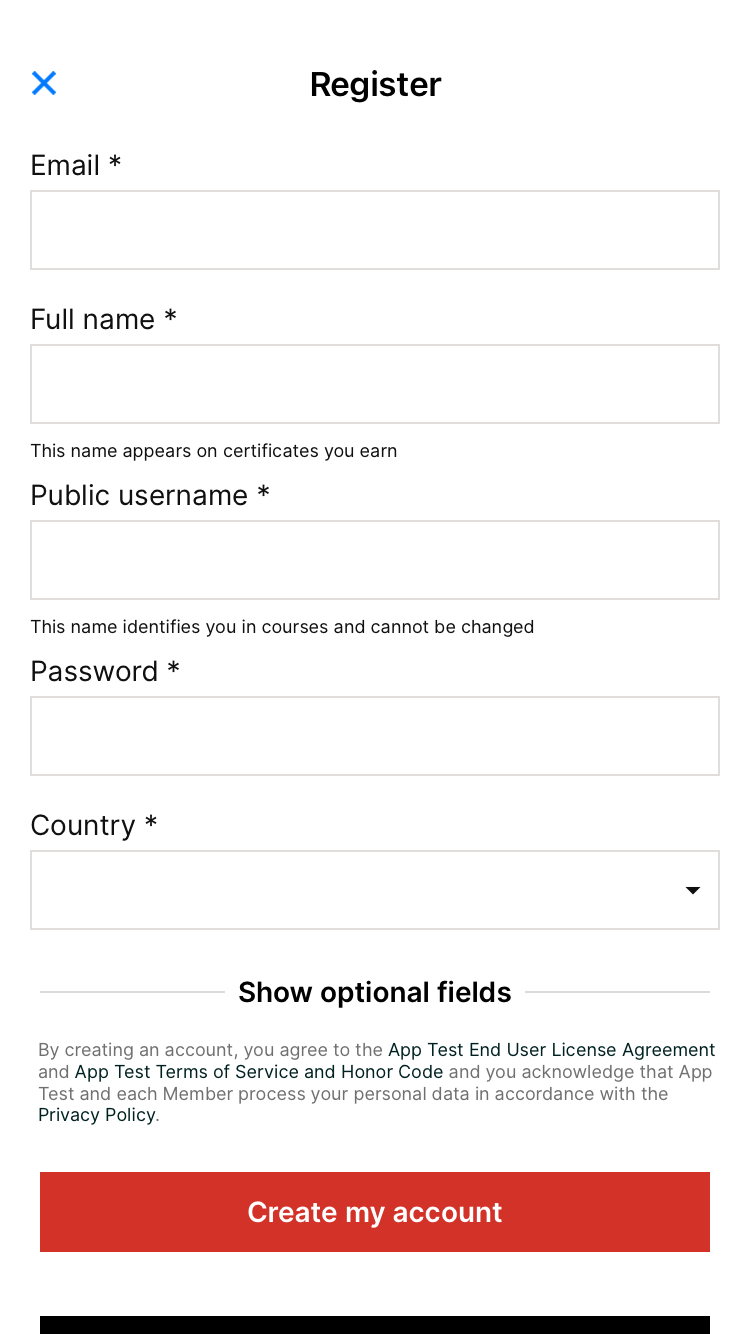 Register
Email *
Full name *
This name appears on certificates you earn
Public username *
This name identifies you in courses and cannot be changed
Password *
Country *
Show optional fields
By creating an account, you agree to the App Test End User License Agreement
and App Test Terms of Service and Honor Code and you acknowledge that App
Test and each Member process your personal data in accordance with the
Privacy Policy.
Create my account